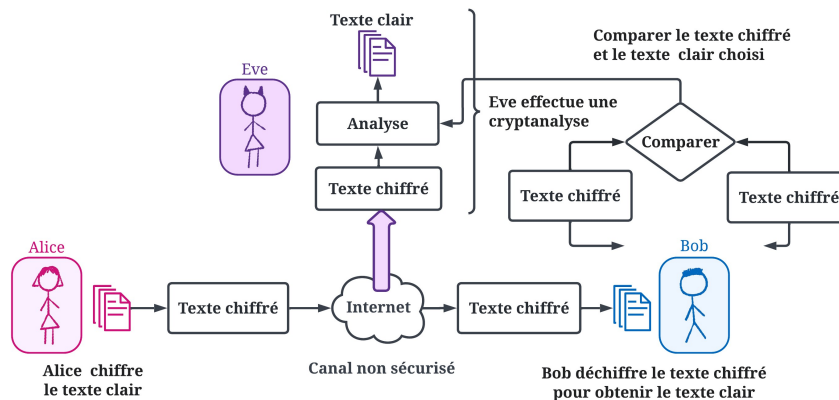 Texte clair
Comparer le texte chiffré
et le texte clair choisi
Eve
Eve effectue une
cryptanalyse
Analyse
Comparer
Texte chiffré
Texte chiffré
Texte chiffré
Alice
Bob
Texte chiffré
Internet
Texte chiffré
Alice chiffre
le texte clair
Canal non sécurisé
Bob déchiffre le texte chiffré
pour obtenir le texte clair